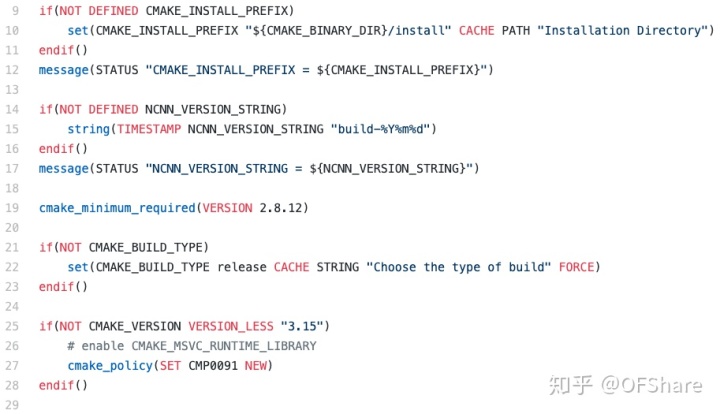 9 if(NOT DEFINED CMAKE_INSTALL_PREFIX)
10     set(CMAKE_INSTALL_PREFIX "${CMAKE_BINARY_DIR}/install" CACHE PATH "Installation Directory")
11 endif()
12 message(STATUS "CMAKE_INSTALL_PREFIX = ${CMAKE_INSTALL_PREFIX}")
13
14 if(NOT DEFINED NCNN_VERSION_STRING)
15     string(TIMESTAMP NCNN_VERSION_STRING "build-%Y%m%d")
16 endif()
17 message(STATUS "NCNN_VERSION_STRING = ${NCNN_VERSION_STRING}")
18
19 cmake_minimum_required(VERSION 2.8.12)
20
21 if(NOT CMAKE_BUILD_TYPE)
22     set(CMAKE_BUILD_TYPE release CACHE STRING "Choose the type of build" FORCE)
23 endif()
24
25 if(NOT CMAKE_VERSION VERSION_LESS "3.15")
26     # enable CMAKE_MSVC_RUNTIME_LIBRARY
27     cmake_policy(SET CMP0091 NEW)
28 endif()
29
知乎 @OFShare